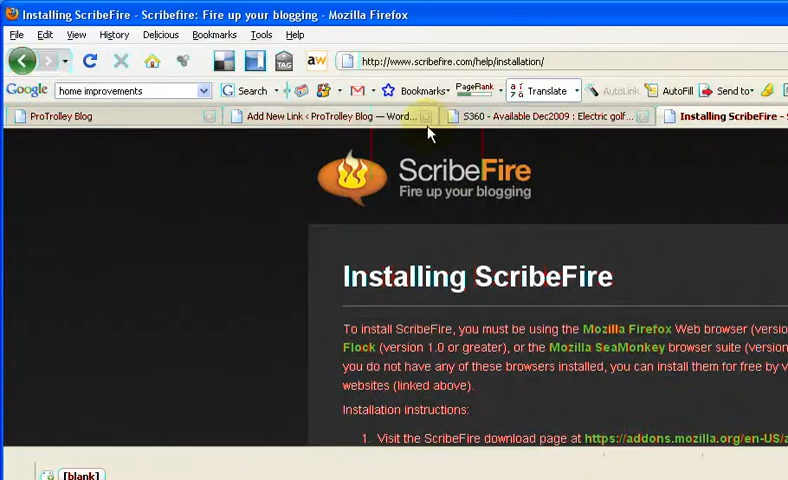 Installing ScribeFire - Scribefire: Fire up your blogging - Mozilla Firefox
File Edit View History Delicious Bookmarks Tools Help
TAG aw http://www.scribefire.com/help/installation/
Google home improvements G Search Bookmarks PageRank Translate AutoLink AutoFill Send to
ProTrolley Blog Add New Link ‹ ProTrolley Blog — Word... S360 - Available Dec2009 : Electric golf... Installing ScribeFire - S
ScribeFire
Fire up your blogging
Installing ScribeFire
To install ScribeFire, you must be using the Mozilla Firefox Web browser (versio
Flock (version 1.0 or greater), or the Mozilla SeaMonkey browser suite (version
you do not have any of these browsers installed, you can install them for free by v
websites (linked above).
Installation instructions:
1. Visit the ScribeFire download page at https://addons.mozilla.org/en-US/a
[blank]